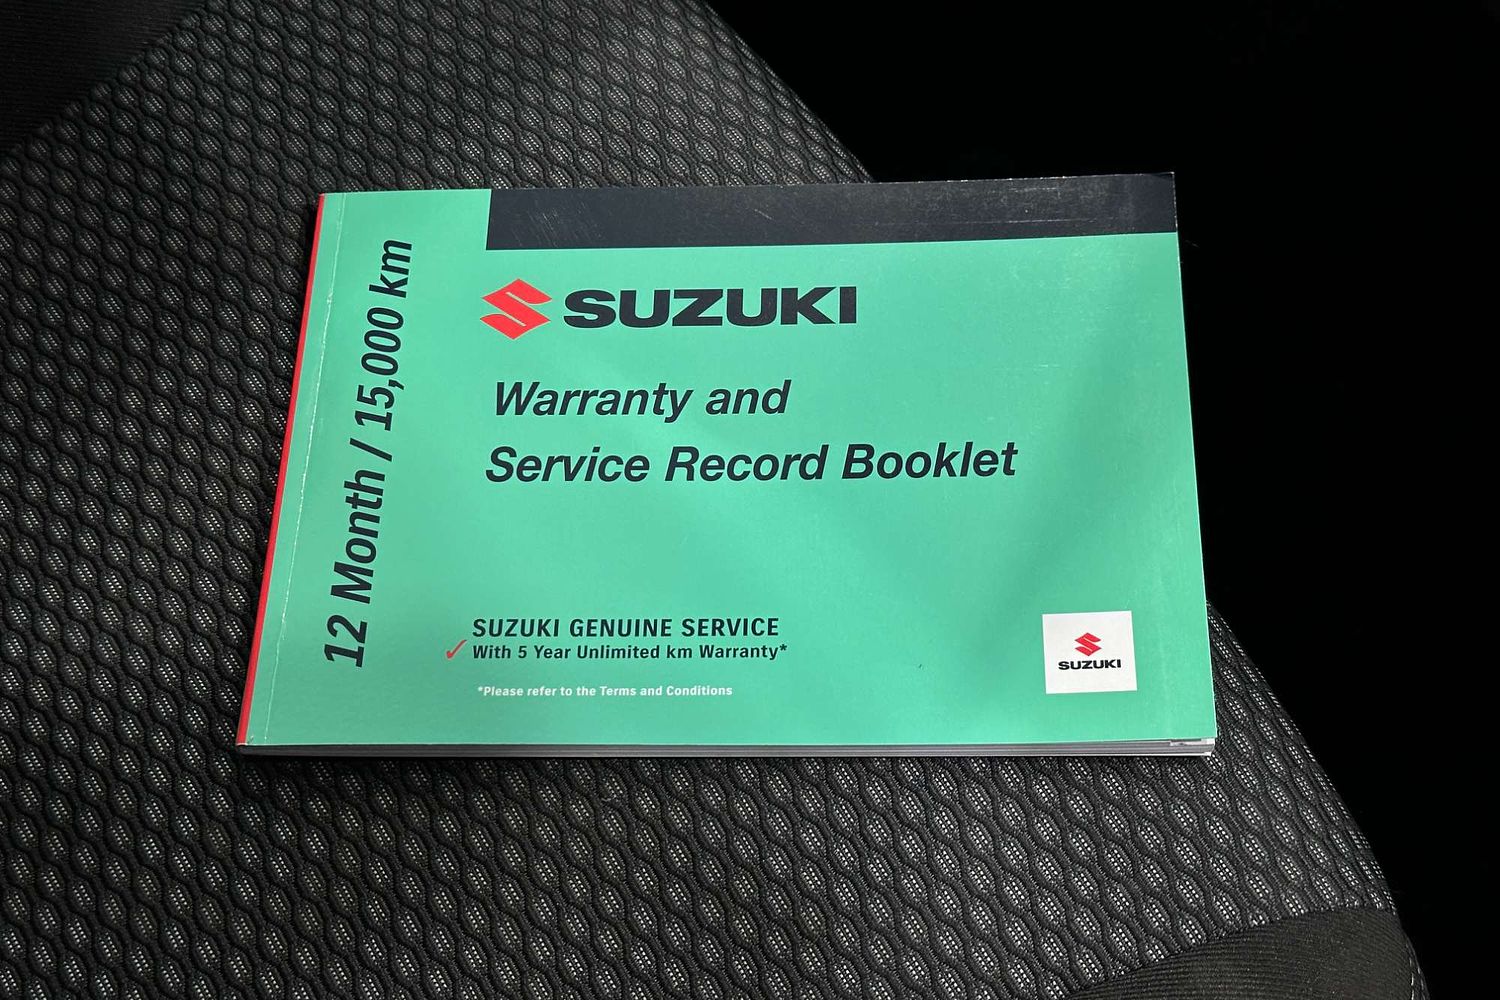 12 Month / 15,000 km
SUZUKI
Warranty and
Service Record Booklet
SUZUKI GENUINE SERVICE
With 5 Year Unlimited km Warranty*
*Please refer to the Terms and Conditions
SUZUKI